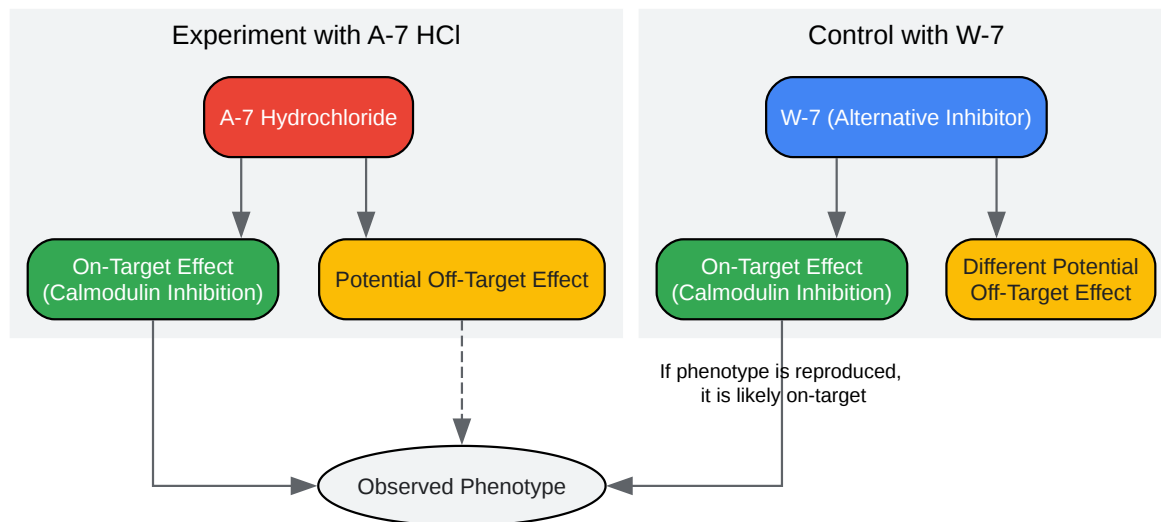 Experiment with A-7 HCl
Control with W-7
A-7 Hydrochloride
W-7 (Alternative Inhibitor)
On-Target Effect
(Calmodulin Inhibition)
Potential Off-Target Effect
On-Target Effect
(Calmodulin Inhibition)
Different Potential
Off-Target Effect
If phenotype is reproduced,
it is likely on-target
Observed Phenotype